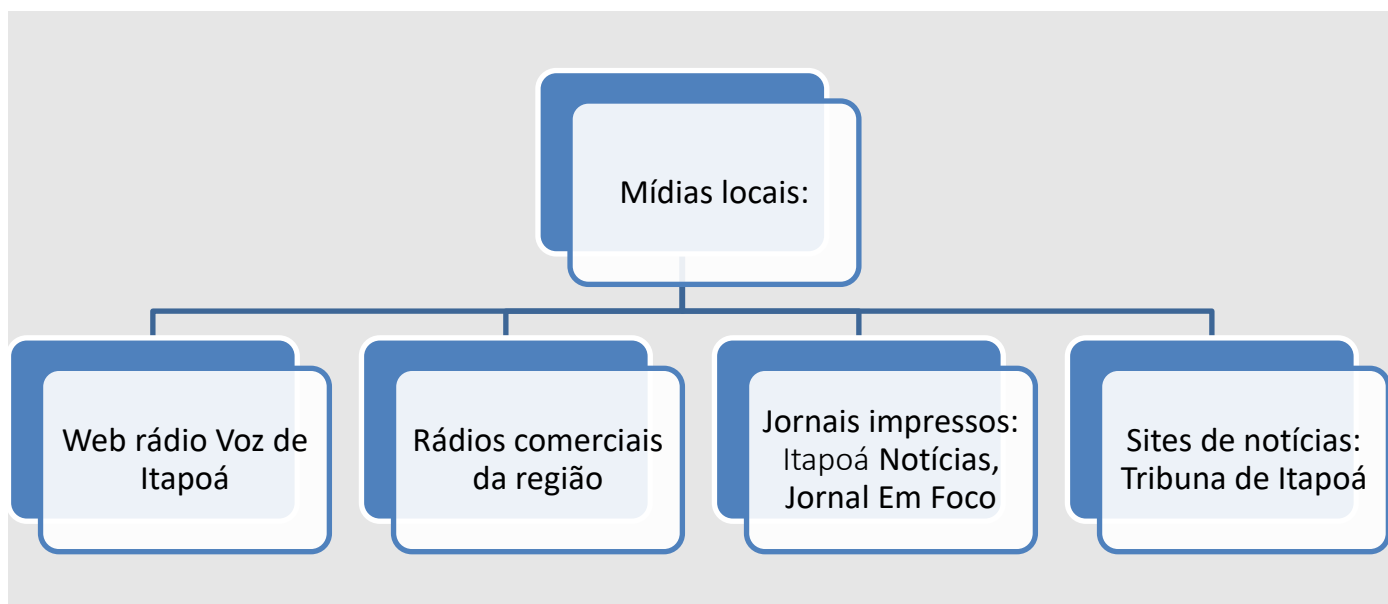 Mídias locais:
Web rádio Voz de
Itapoá
Rádios comerciais
da região
Jornais impressos:
Itapoá Notícias,
Jornal Em Foco
Sites de notícias:
Tribuna de Itapoá